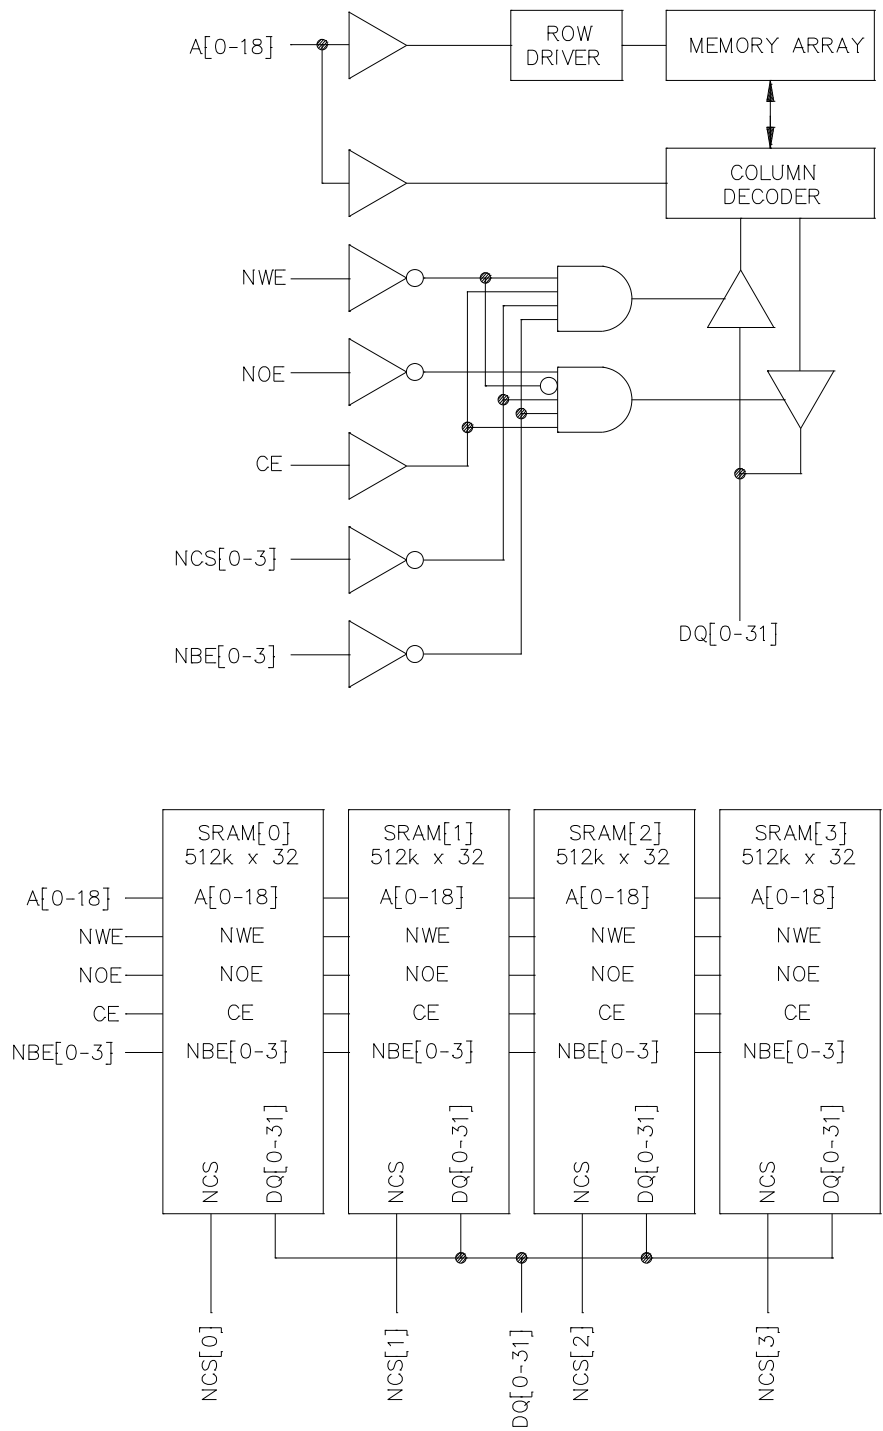 A[0-18]
ROW
DRIVER
MEMORY ARRAY
COLUMN
DECODER
NWE
NOE
CE
NCS[0-3]
NBE[0-3]
DQ[0-31]
SRAM[0]
512k x 32
SRAM[1]
512k x 32
SRAM[2]
512k x 32
SRAM[3]
512k x 32
A[0-18]
A[0-18]
A[0-18]
A[0-18]
A[0-18]
NWE
NWE
NWE
NWE
NWE
NOE
NOE
NOE
NOE
NOE
CE
CE
CE
CE
CE
NBE[0-3]
NBE[0-3]
NBE[0-3]
NBE[0-3]
NBE[0-3]
NCS
DQ[0-31]
NCS
DQ[0-31]
NCS
DQ[0-31]
NCS
DQ[0-31]
NCS[0]
NCS[1]
DQ[0-31]
NCS[2]
NCS[3]